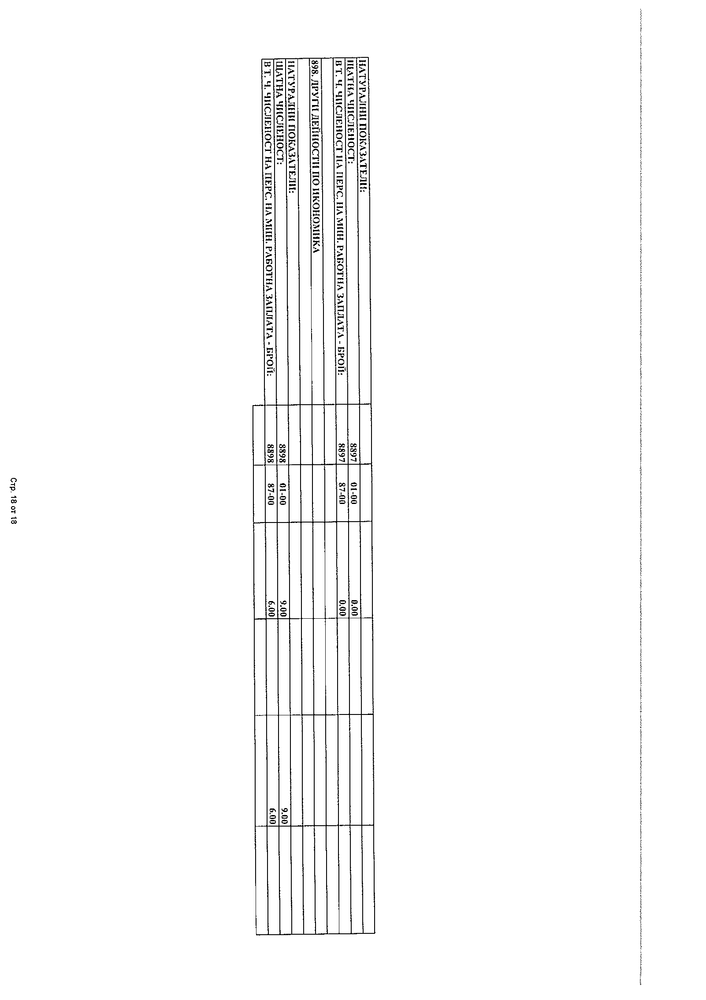 НАТУРАЛНИ ПОКАЗАТЕЛИ:
ЩАТНА ЧИСЛЕНОСТ: 8897 01-00 0.00
В Т. Ч. ЧИСЛЕНОСТ НА ПЕРС. НА МИН. РАБОТНА ЗАПЛАТА - БРОЙ: 8897 87-00 0.00
898. ДРУГИ ДЕЙНОСТИ ПО ИКОНОМИКА
НАТУРАЛНИ ПОКАЗАТЕЛИ:
ЩАТНА ЧИСЛЕНОСТ: 8898 01-00 9.00 9.00
В Т. Ч. ЧИСЛЕНОСТ НА ПЕРС. НА МИН. РАБОТНА ЗАПЛАТА - БРОЙ: 8898 87-00 6.00 6.00
Стр. 18 от 18